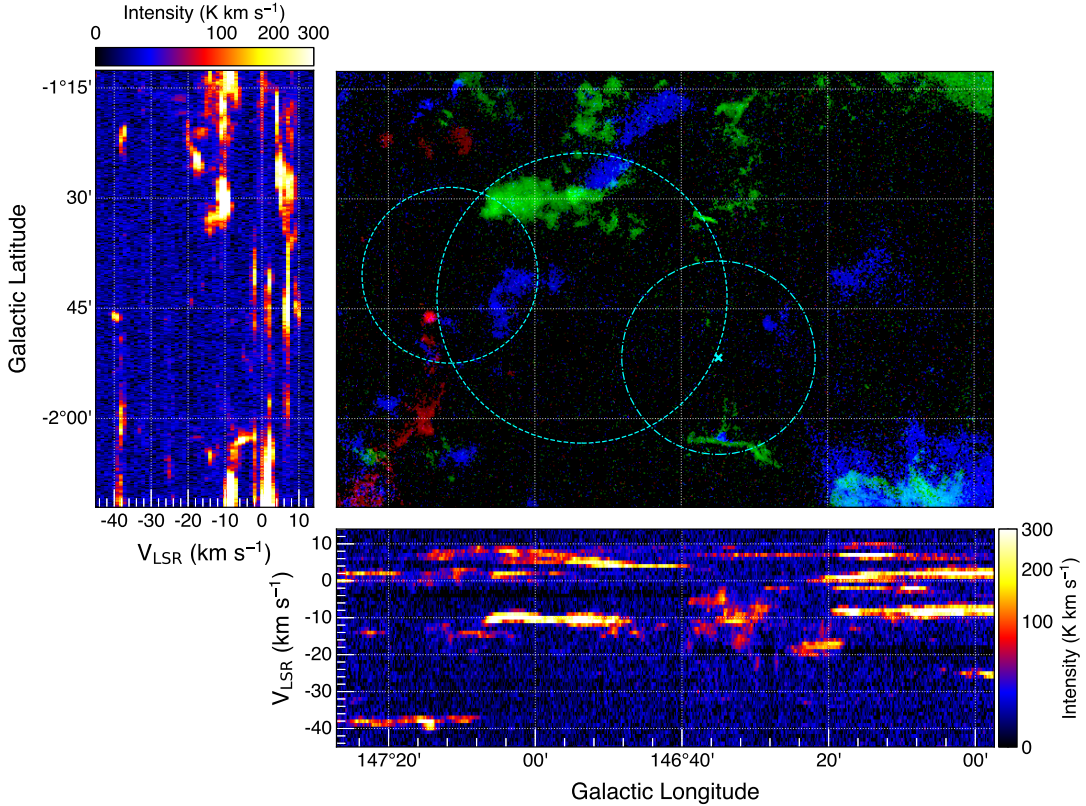 Intensity (K km s⁻¹)
0 100 200 300
-1°15'
30'
45'
-2°00'
Galactic Latitude
-40 -30 -20 -10 0 10
V_LSR (km s⁻¹)
10
0
-10
-20
-30
-40
V_LSR (km s⁻¹)
300
200
100
0
Intensity (K km s⁻¹)
147°20' 00' 146°40' 20' 00'
Galactic Longitude